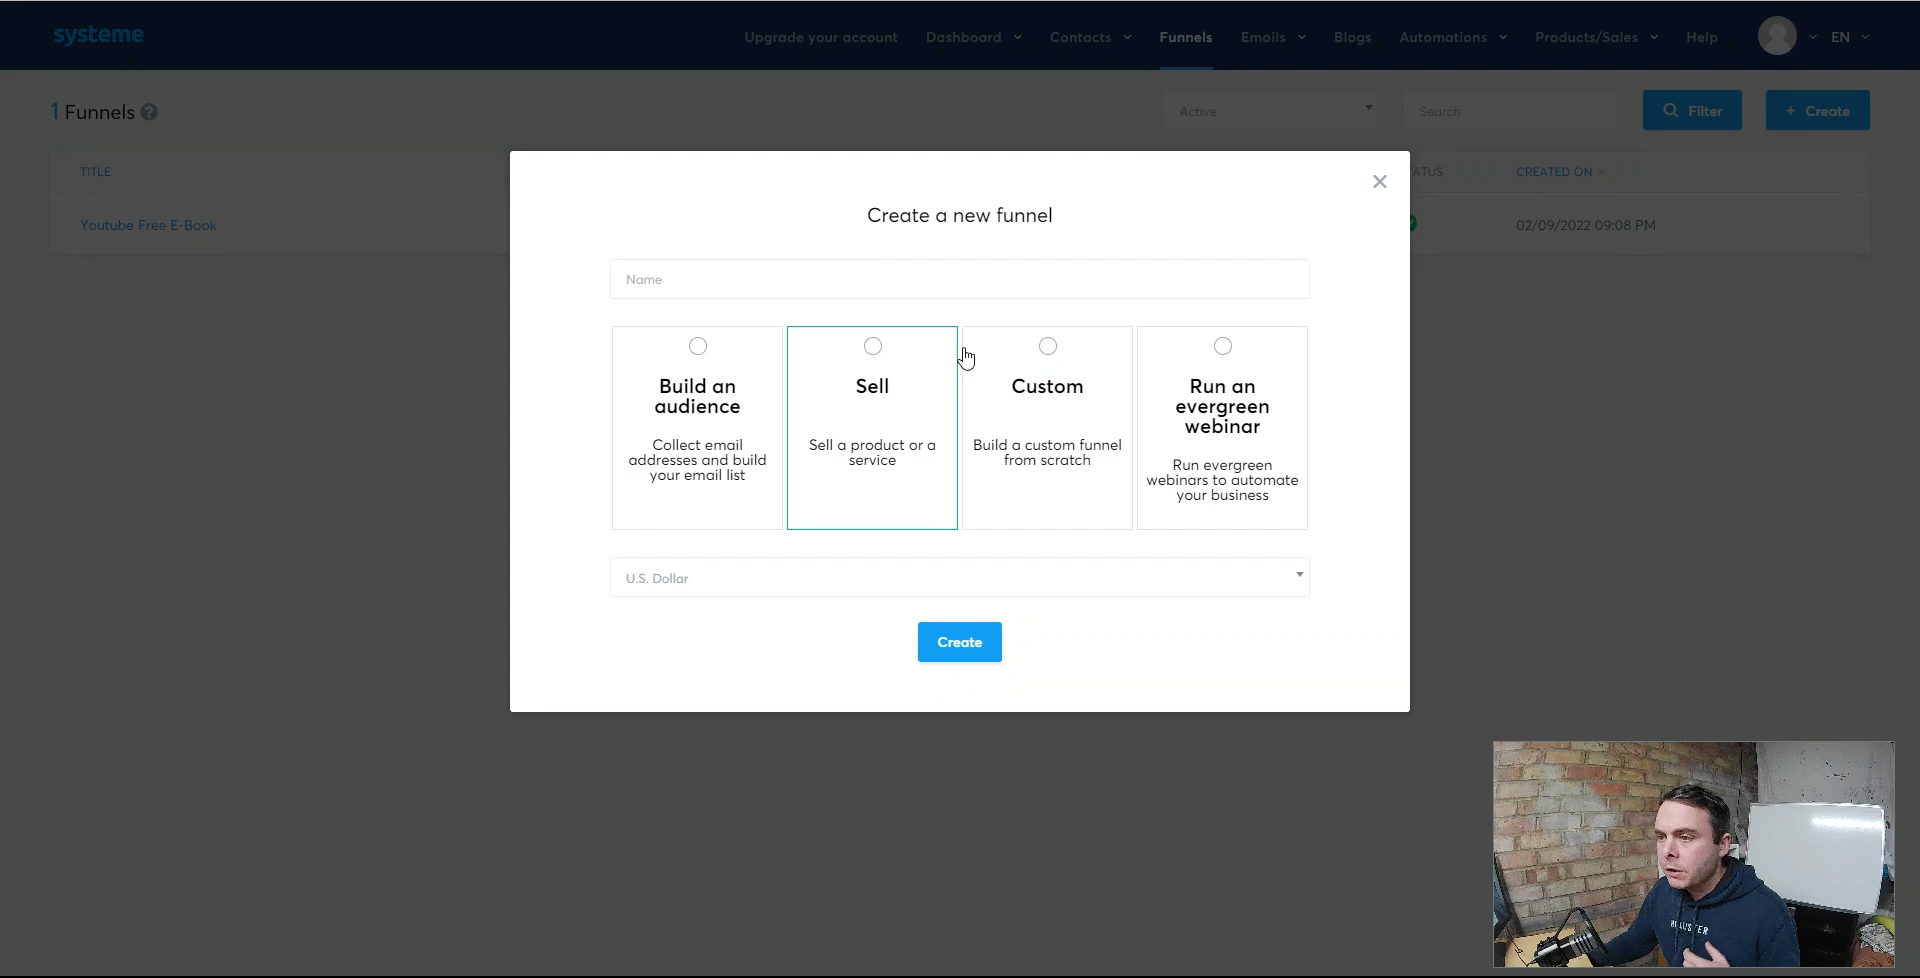 systeme
Upgrade your account Dashboard Contacts Funnels Emails Blogs Automations Products/Sales Help EN
1 Funnels ?
Active
Search
Filter
+ Create
TITLE
ATUS
CREATED ON
Youtube Free E-Book
02/09/2022 09:08 PM
Create a new funnel
Name
Build an
audience
Collect email
addresses and build
your email list
Sell
Sell a product or a
service
Custom
Build a custom funnel
from scratch
Run an
evergreen
webinar
Run evergreen
webinars to automate
your business
U.S. Dollar
Create